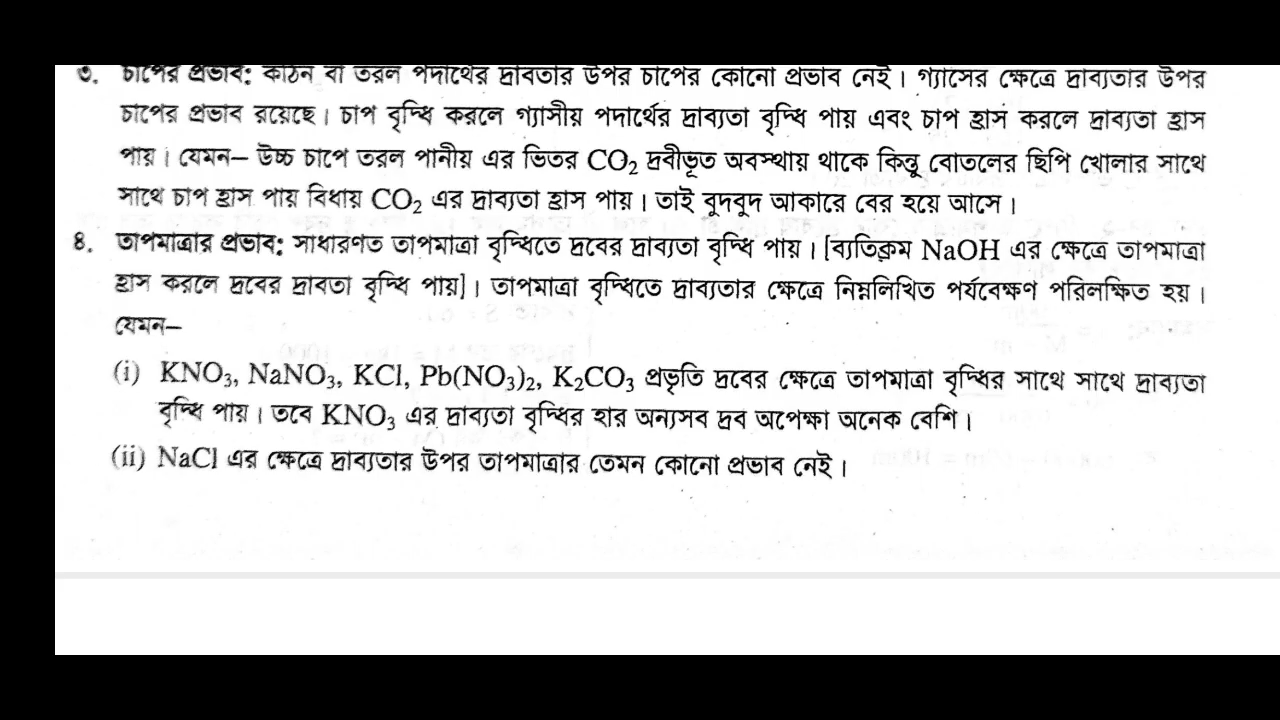 ৩. চাপের প্রভাব: কঠিন বা তরল পদার্থের দ্রাবতার উপর চাপের কোনো প্রভাব নেই। গ্যাসের ক্ষেত্রে দ্রাব্যতার উপর
চাপের প্রভাব রয়েছে। চাপ বৃদ্ধি করলে গ্যাসীয় পদার্থের দ্রাব্যতা বৃদ্ধি পায় এবং চাপ হ্রাস করলে দ্রাব্যতা হ্রাস
পায়। যেমন– উচ্চ চাপে তরল পানীয় এর ভিতর CO₂ দ্রবীভূত অবস্থায় থাকে কিন্তু বোতলের ছিপি খোলার সাথে
সাথে চাপ হ্রাস পায় বিধায় CO₂ এর দ্রাব্যতা হ্রাস পায়। তাই বুদবুদ আকারে বের হয়ে আসে।
৪. তাপমাত্রার প্রভাব: সাধারণত তাপমাত্রা বৃদ্ধিতে দ্রবের দ্রাব্যতা বৃদ্ধি পায়। [ব্যতিক্রম NaOH এর ক্ষেত্রে তাপমাত্রা
হ্রাস করলে দ্রবের দ্রাবতা বৃদ্ধি পায়]। তাপমাত্রা বৃদ্ধিতে দ্রাব্যতার ক্ষেত্রে নিম্নলিখিত পর্যবেক্ষণ পরিলক্ষিত হয়।
যেমন–
(i) KNO₃, NaNO₃, KCl, Pb(NO₃)₂, K₂CO₃ প্রভৃতি দ্রবের ক্ষেত্রে তাপমাত্রা বৃদ্ধির সাথে সাথে দ্রাব্যতা
বৃদ্ধি পায়। তবে KNO₃ এর দ্রাব্যতা বৃদ্ধির হার অন্যসব দ্রব অপেক্ষা অনেক বেশি।
(ii) NaCl এর ক্ষেত্রে দ্রাব্যতার উপর তাপমাত্রার তেমন কোনো প্রভাব নেই।